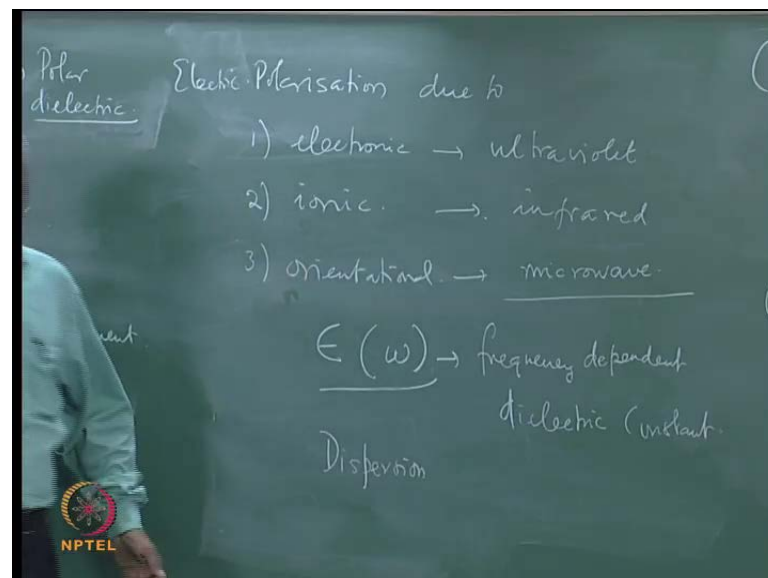 Polar
dielectric.
Electric Polarisation due to
1) electronic → ultraviolet
2) ionic. → infrared
3) orientational → microwave.
∈ (ω) → frequency dependent
dielectric constant.
Dispersion
NPTEL